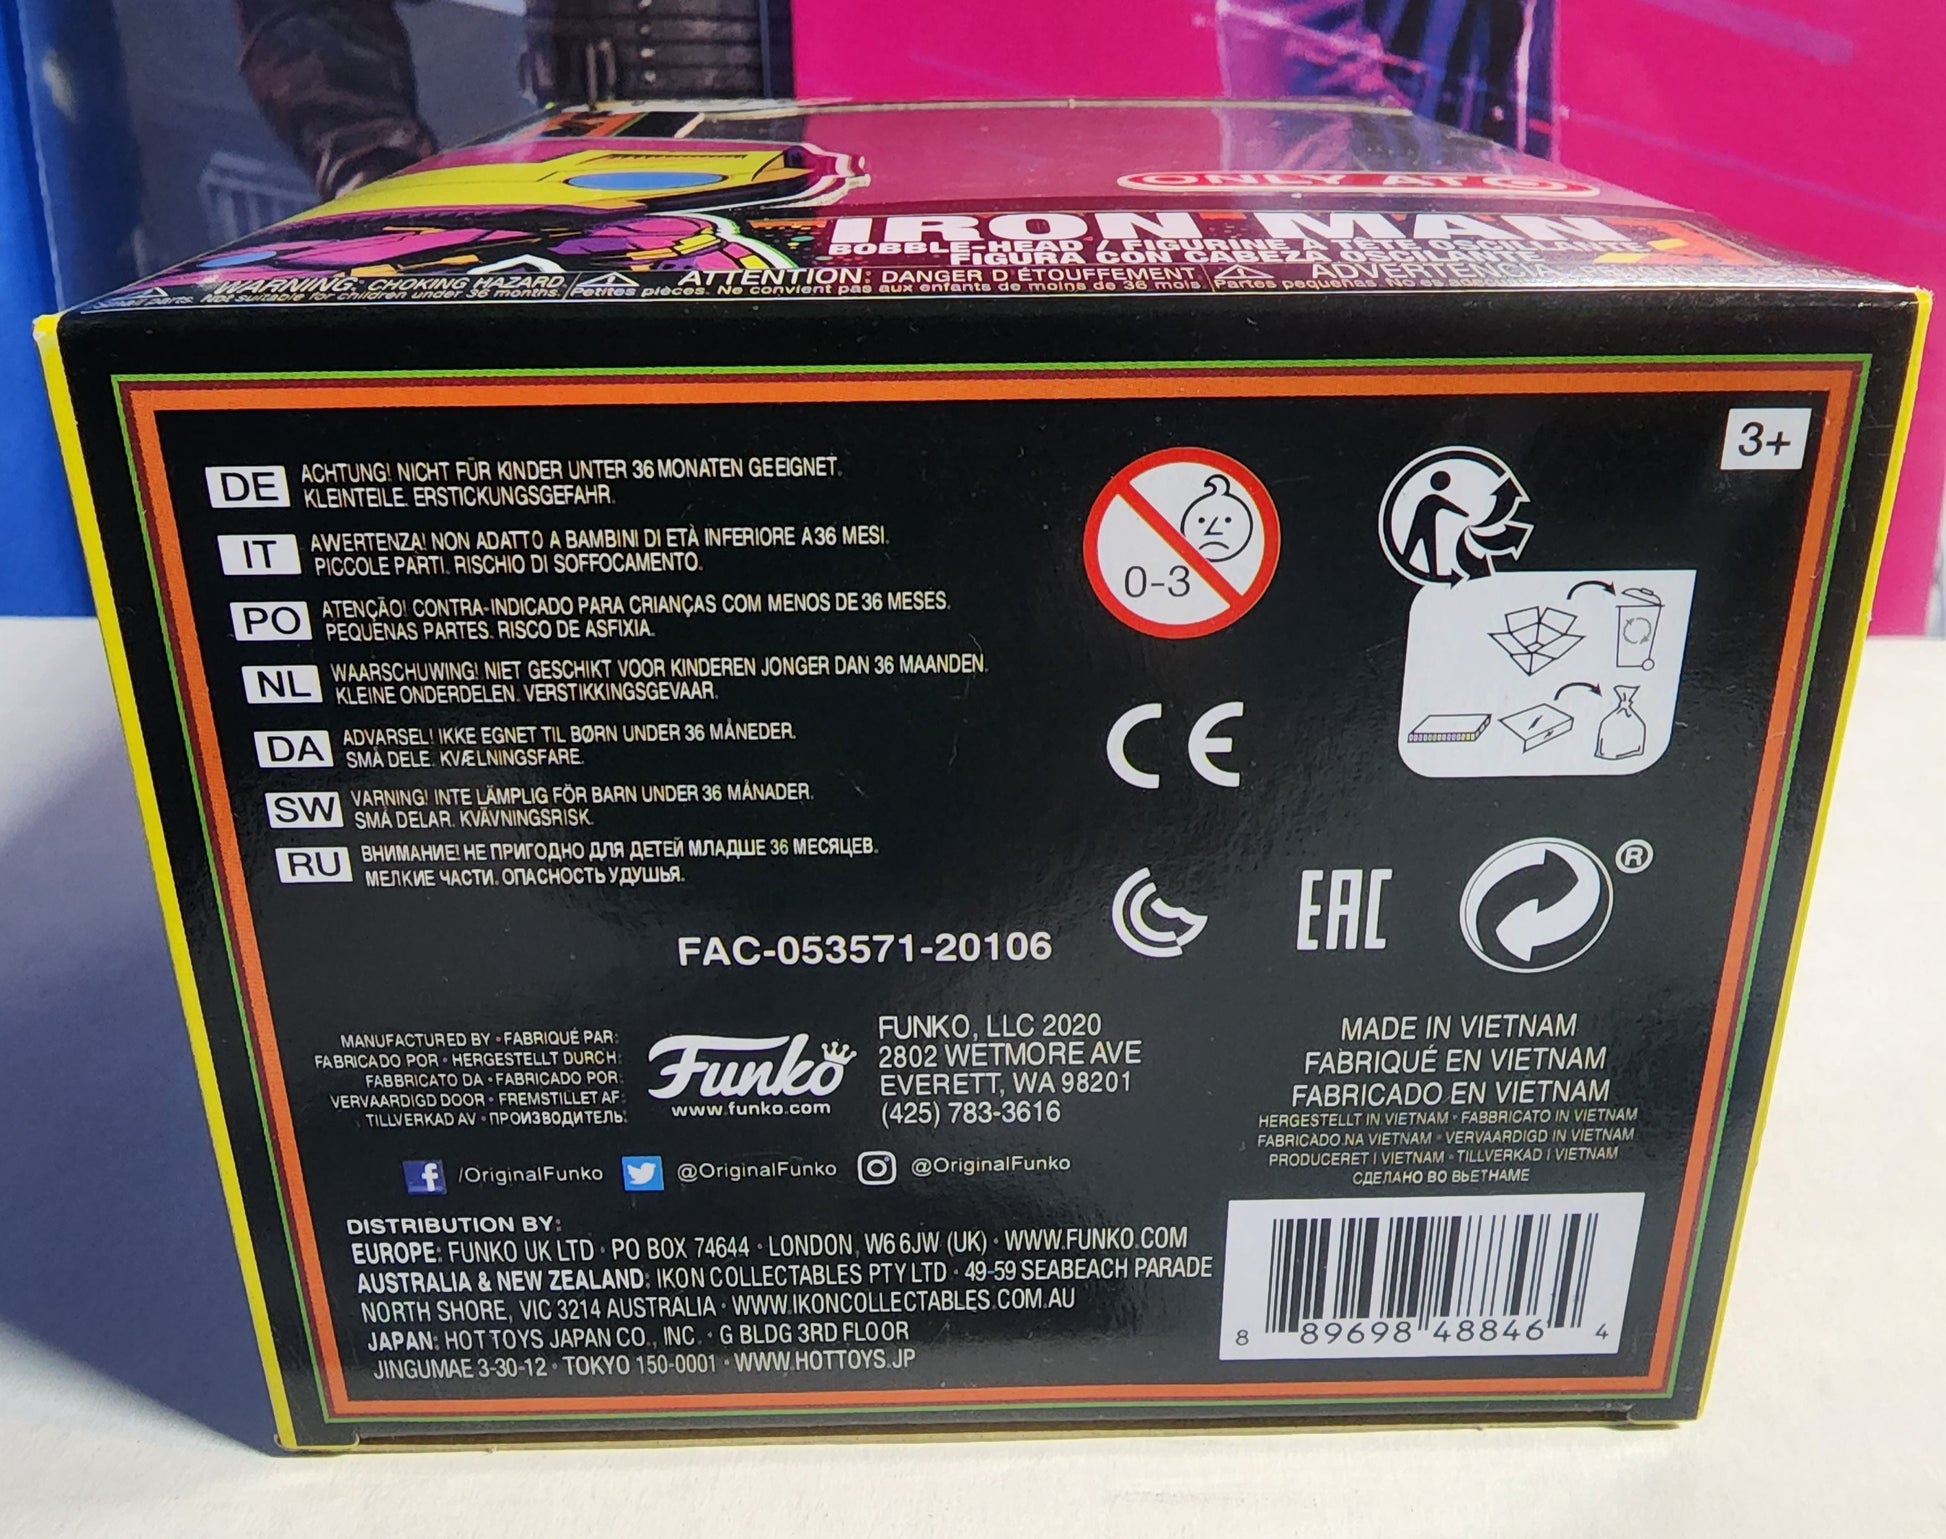 ONLY AT
IRON MAN
BOBBLE-HEAD / FIGURINE À TÊTE OSCILLANTE
FIGURA CON CABEZA OSCILANTE
WARNING: CHOKING HAZARD.
Small parts. Not suitable for children under 36 months.
ATTENTION: DANGER D'ÉTOUFFEMENT.
Petites pièces. Ne convient pas aux enfants de moins de 36 mois.
ADVERTENCIA:
Partes pequeñas. No es
3+
DE ACHTUNG! NICHT FÜR KINDER UNTER 36 MONATEN GEEIGNET.
KLEINTEILE. ERSTICKUNGSGEFAHR.
IT AWERTENZA! NON ADATTO A BAMBINI DI ETÀ INFERIORE A 36 MESI.
PICCOLE PARTI. RISCHIO DI SOFFOCAMENTO.
PO ATENÇÃO! CONTRA-INDICADO PARA CRIANÇAS COM MENOS DE 36 MESES.
PEQUENAS PARTES. RISCO DE ASFIXIA.
NL WAARSCHUWING! NIET GESCHIKT VOOR KINDEREN JONGER DAN 36 MAANDEN.
KLEINE ONDERDELEN. VERSTIKKINGSGEVAAR.
DA ADVARSEL! IKKE EGNET TIL BØRN UNDER 36 MÅNEDER.
SMÅ DELE. KVÆLNINGSFARE.
SW VARNING! INTE LÄMPLIG FÖR BARN UNDER 36 MÅNADER.
SMÅ DELAR. KVÄVNINGSRISK.
RU ВНИМАНИЕ! НЕ ПРИГОДНО ДЛЯ ДЕТЕЙ МЛАДШЕ 36 МЕСЯЦЕВ.
МЕЛКИЕ ЧАСТИ. ОПАСНОСТЬ УДУШЬЯ.
0-3
CE
EAC
®
FAC-053571-20106
MANUFACTURED BY • FABRIQUÉ PAR:
FABRICADO POR • HERGESTELLT DURCH:
FABBRICATO DA • FABRICADO POR:
VERVAARDIGD DOOR • FREMSTILLET AF:
TILLVERKAD AV • ПРОИЗВОДИТЕЛЬ:
Funko
www.funko.com
FUNKO, LLC 2020
2802 WETMORE AVE
EVERETT, WA 98201
(425) 783-3616
MADE IN VIETNAM
FABRIQUÉ EN VIETNAM
FABRICADO EN VIETNAM
HERGESTELLT IN VIETNAM • FABBRICATO IN VIETNAM
FABRICADO NA VIETNAM • VERVAARDIGD IN VIETNAM
PRODUCERET I VIETNAM • TILLVERKAD I VIETNAM
СДЕЛАНО ВО ВЬЕТНАМЕ
f /OriginalFunko @OriginalFunko @OriginalFunko
DISTRIBUTION BY:
EUROPE: FUNKO UK LTD • PO BOX 74644 • LONDON, W6 6JW (UK) • WWW.FUNKO.COM
AUSTRALIA & NEW ZEALAND: IKON COLLECTABLES PTY LTD • 49-59 SEABEACH PARADE
NORTH SHORE, VIC 3214 AUSTRALIA • WWW.IKONCOLLECTABLES.COM.AU
JAPAN: HOT TOYS JAPAN CO., INC. • G BLDG 3RD FLOOR
JINGUMAE 3-30-12 • TOKYO 150-0001 • WWW.HOTTOYS.JP
8 89698 48846 4